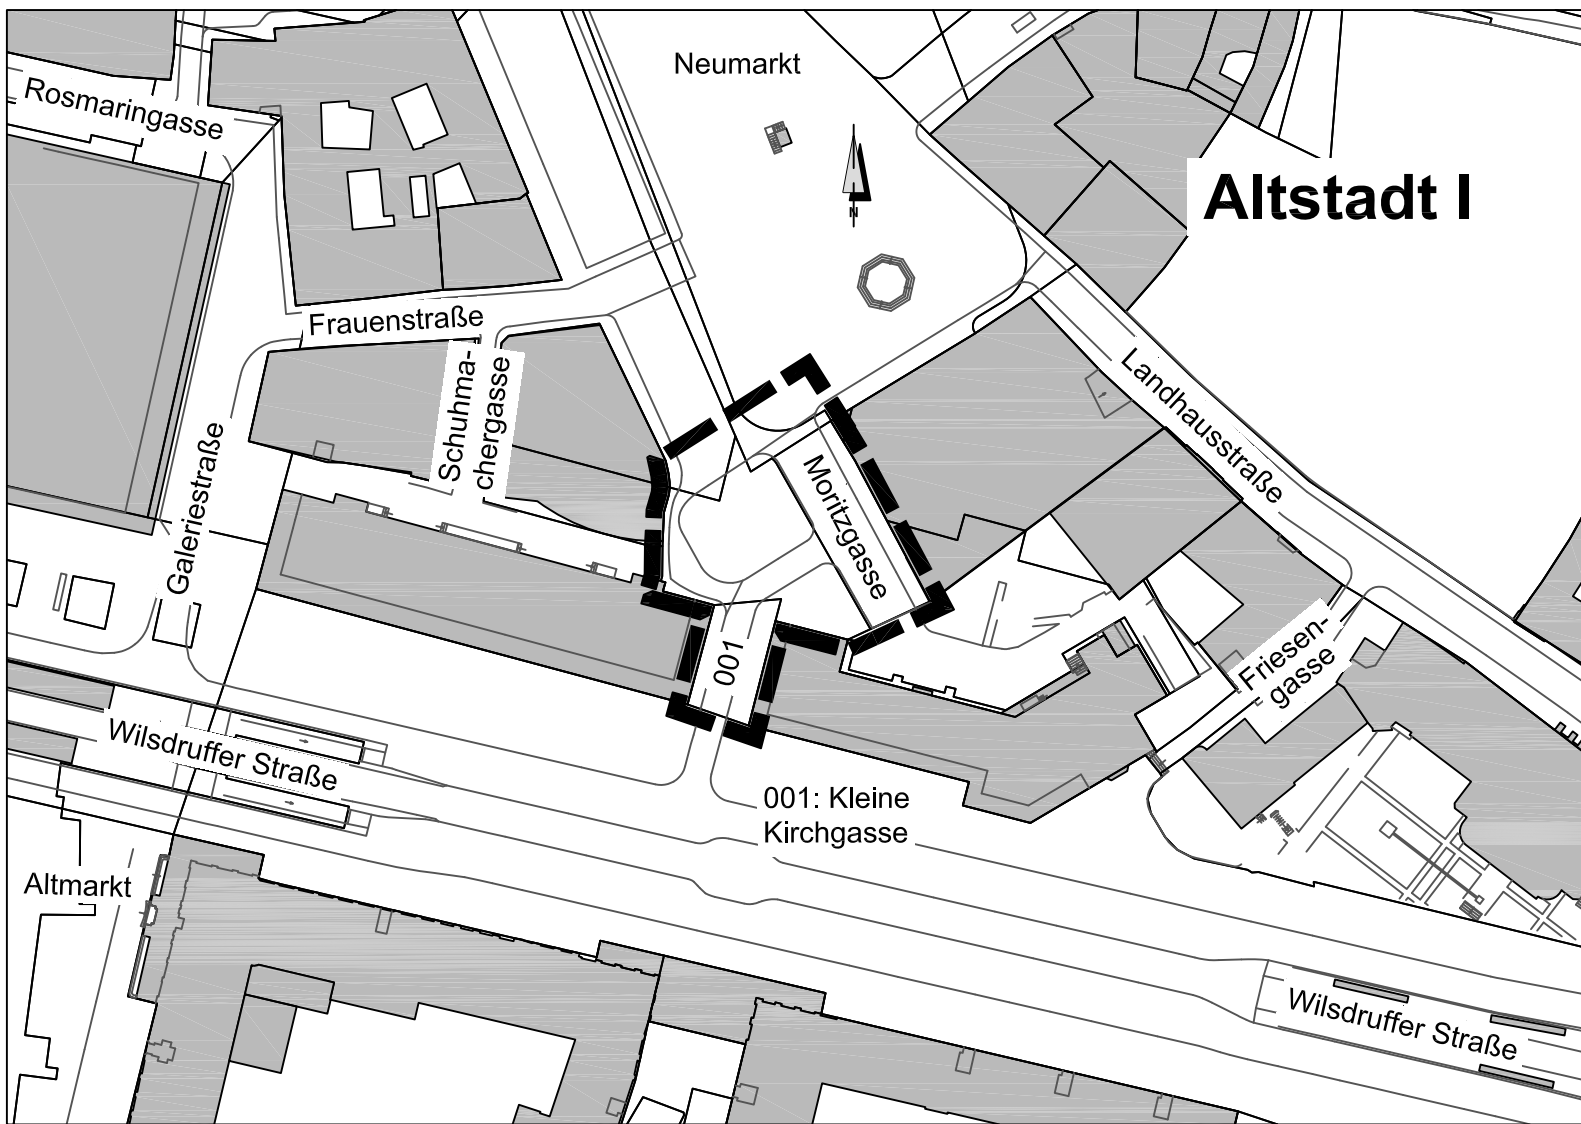 Neumarkt
Rosmaringasse
N
Altstadt I
Frauenstraße
Schuhma-
chergasse
Landhausstraße
Galeriestraße
Moritzgasse
001
Friesen-
gasse
Wilsdruffer Straße
001: Kleine
Kirchgasse
Altmarkt
Wilsdruffer Straße